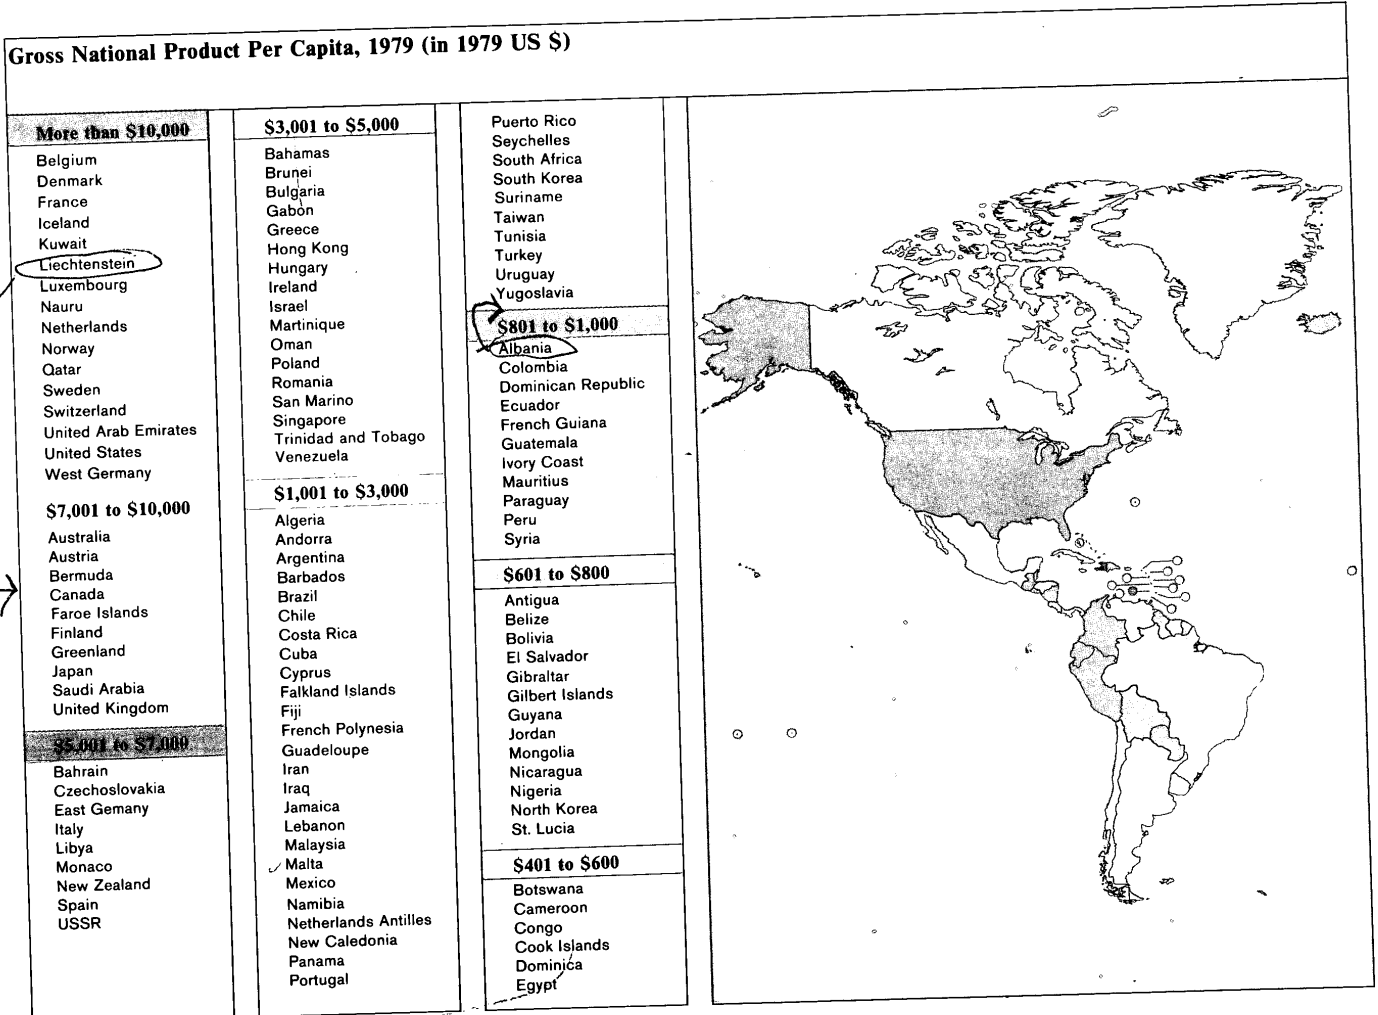 Gross National Product Per Capita, 1979 (in 1979 US $)
More than $10,000
Belgium
Denmark
France
Iceland
Kuwait
Liechtenstein
Luxembourg
Nauru
Netherlands
Norway
Qatar
Sweden
Switzerland
United Arab Emirates
United States
West Germany
$7,001 to $10,000
Australia
Austria
Bermuda
Canada
Faroe Islands
Finland
Greenland
Japan
Saudi Arabia
United Kingdom
$5,001 to $7,000
Bahrain
Czechoslovakia
East Gemany
Italy
Libya
Monaco
New Zealand
Spain
USSR
$3,001 to $5,000
Bahamas
Brunei
Bulgaria
Gabon
Greece
Hong Kong
Hungary
Ireland
Israel
Martinique
Oman
Poland
Romania
San Marino
Singapore
Trinidad and Tobago
Venezuela
$1,001 to $3,000
Algeria
Andorra
Argentina
Barbados
Brazil
Chile
Costa Rica
Cuba
Cyprus
Falkland Islands
Fiji
French Polynesia
Guadeloupe
Iran
Iraq
Jamaica
Lebanon
Malaysia
Malta
Mexico
Namibia
Netherlands Antilles
New Caledonia
Panama
Portugal
Puerto Rico
Seychelles
South Africa
South Korea
Suriname
Taiwan
Tunisia
Turkey
Uruguay
Yugoslavia
$801 to $1,000
Albania
Colombia
Dominican Republic
Ecuador
French Guiana
Guatemala
Ivory Coast
Mauritius
Paraguay
Peru
Syria
$601 to $800
Antigua
Belize
Bolivia
El Salvador
Gibraltar
Gilbert Islands
Guyana
Jordan
Mongolia
Nicaragua
Nigeria
North Korea
St. Lucia
$401 to $600
Botswana
Cameroon
Congo
Cook Islands
Dominica
Egypt